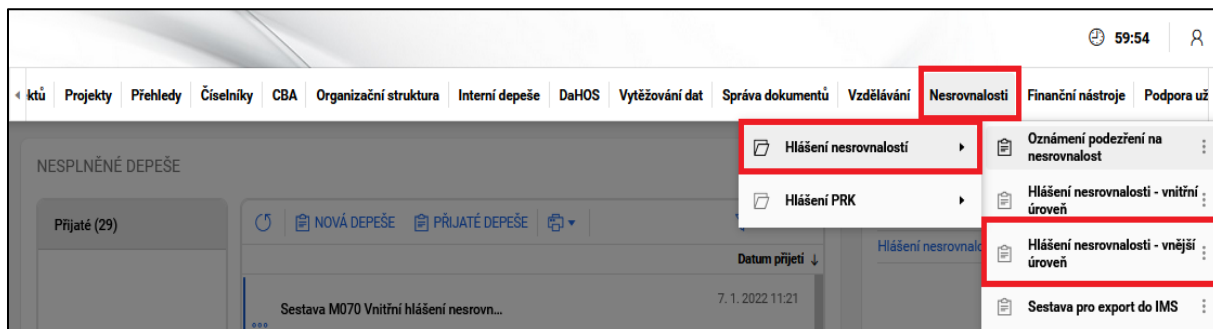 59:54
ktů Projekty Přehledy Číselníky CBA Organizační struktura Interní depeše DaHOS Vytěžování dat Správa dokumentů Vzdělávání Nesrovnalosti Finanční nástroje Podpora už
Hlášení nesrovnalostí
Hlášení PRK
Oznámení podezření na
nesrovnalost
Hlášení nesrovnalosti - vnitřní
úroveň
Hlášení nesrovnalosti - vnější
úroveň
Sestava pro export do IMS
NESPLNĚNÉ DEPEŠE
Přijaté (29)
NOVÁ DEPEŠE PŘIJATÉ DEPEŠE
Hlášení nesrovnalo
Datum přijetí ↓
Sestava M070 Vnitřní hlášení nesrovn...
7. 1. 2022 11:21